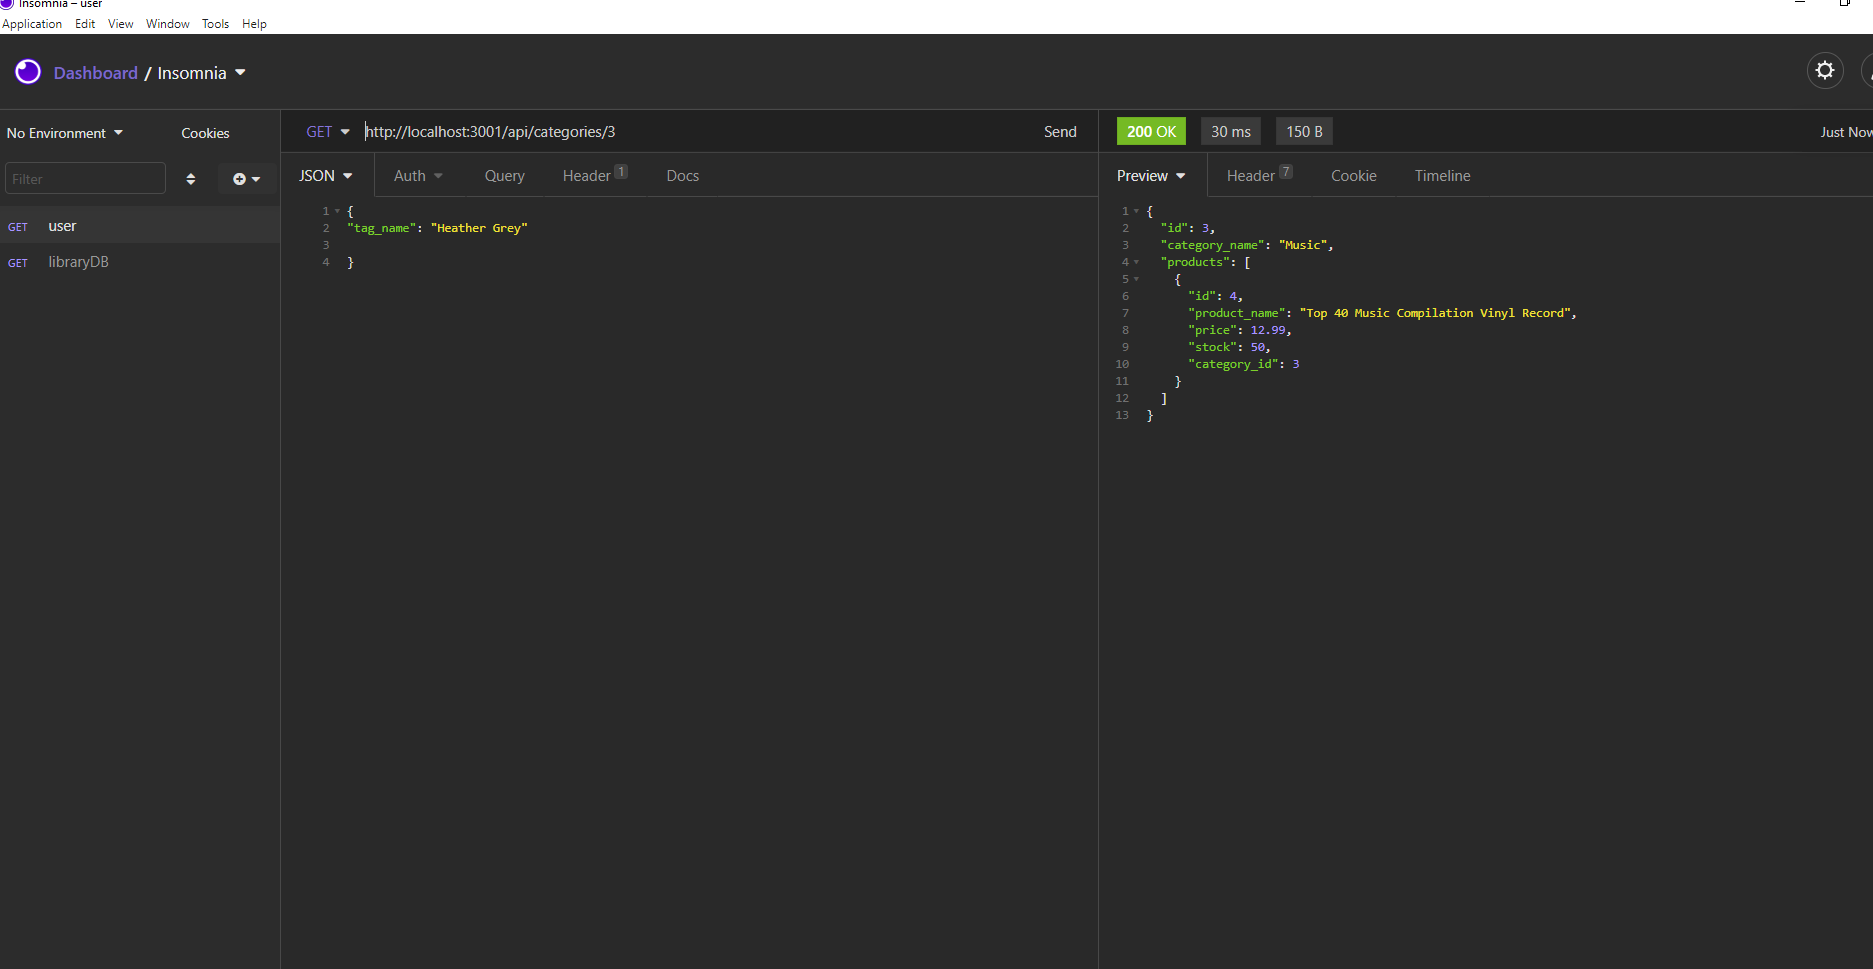 Insomnia – user
Application Edit View Window Tools Help
Dashboard / Insomnia
No Environment Cookies
GET http://localhost:3001/api/categories/3 Send
200 OK 30 ms 150 B Just Now
Filter
JSON Auth Query Header 1 Docs
Preview Header 7 Cookie Timeline
GET user
GET libraryDB
1 {
2 "tag_name": "Heather Grey"
3
4 }
1 {
2 "id": 3,
3 "category_name": "Music",
4 "products": [
5 {
6 "id": 4,
7 "product_name": "Top 40 Music Compilation Vinyl Record",
8 "price": 12.99,
9 "stock": 50,
10 "category_id": 3
11 }
12 ]
13 }